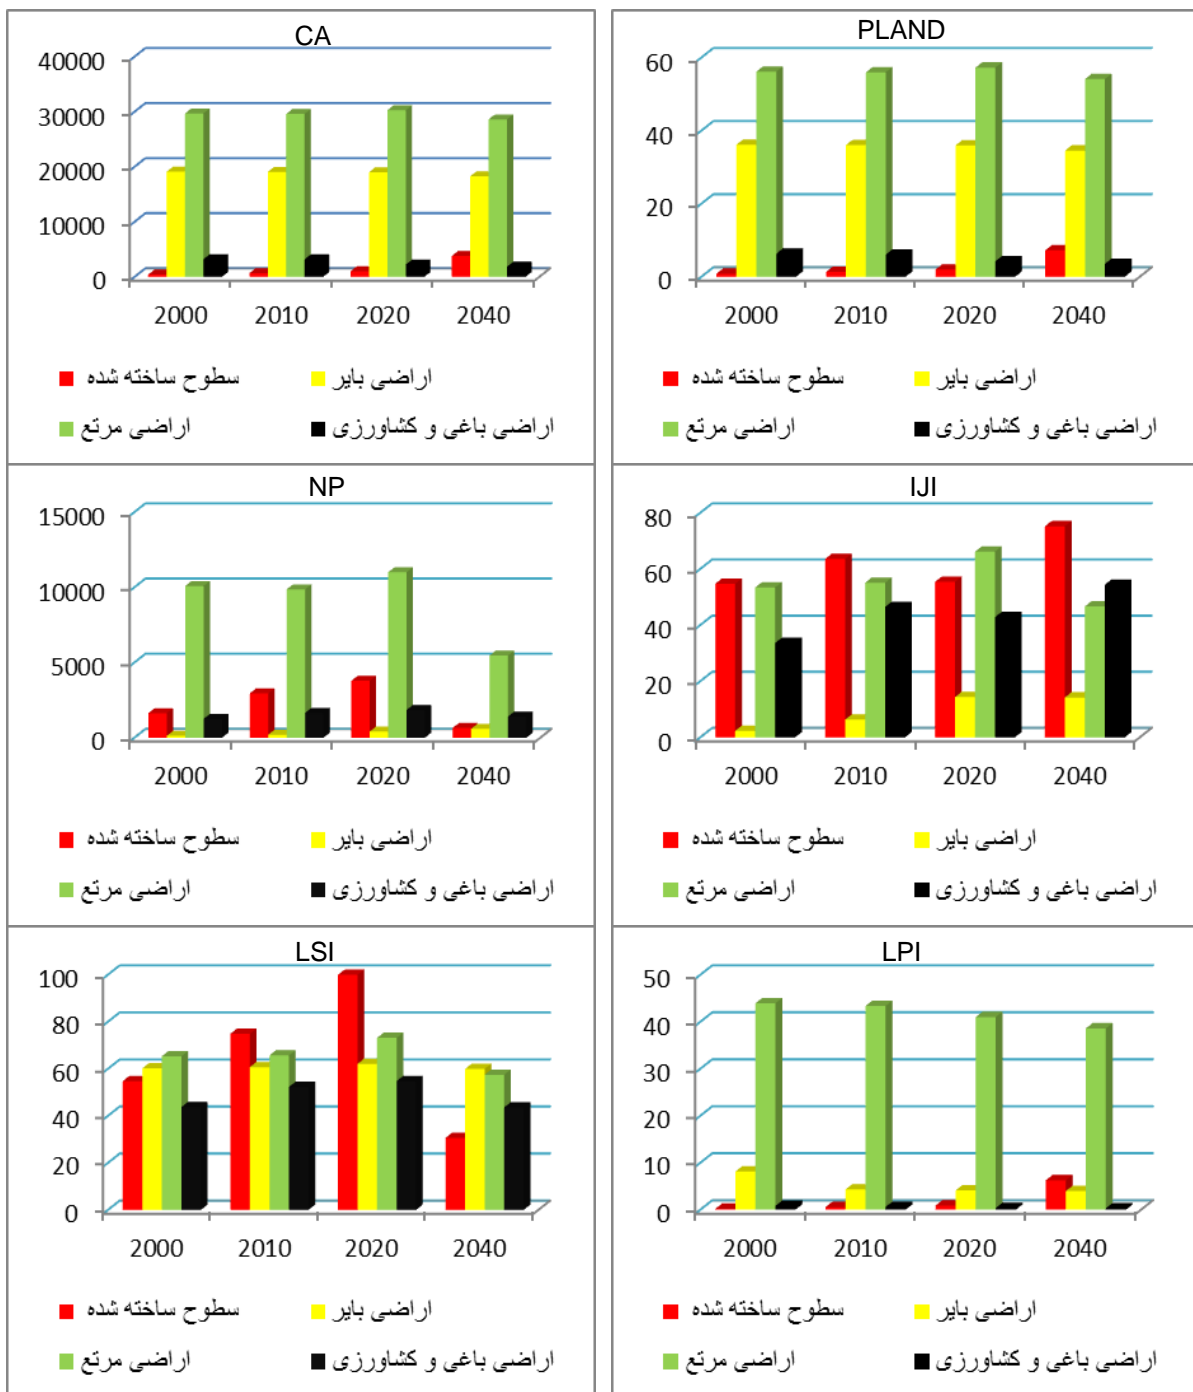 CA
40000
30000
20000
10000
0
2000 2010 2020 2040
سطوح ساخته شده
اراضی بایر
اراضی مرتع
اراضی باغی و کشاورزی
PLAND
60
40
20
0
2000 2010 2020 2040
سطوح ساخته شده
اراضی بایر
اراضی مرتع
اراضی باغی و کشاورزی
NP
15000
10000
5000
0
2000 2010 2020 2040
سطوح ساخته شده
اراضی بایر
اراضی مرتع
اراضی باغی و کشاورزی
IJI
80
60
40
20
0
2000 2010 2020 2040
سطوح ساخته شده
اراضی بایر
اراضی مرتع
اراضی باغی و کشاورزی
LSI
100
80
60
40
20
0
2000 2010 2020 2040
سطوح ساخته شده
اراضی بایر
اراضی مرتع
اراضی باغی و کشاورزی
LPI
50
40
30
20
10
0
2000 2010 2020 2040
سطوح ساخته شده
اراضی بایر
اراضی مرتع
اراضی باغی و کشاورزی